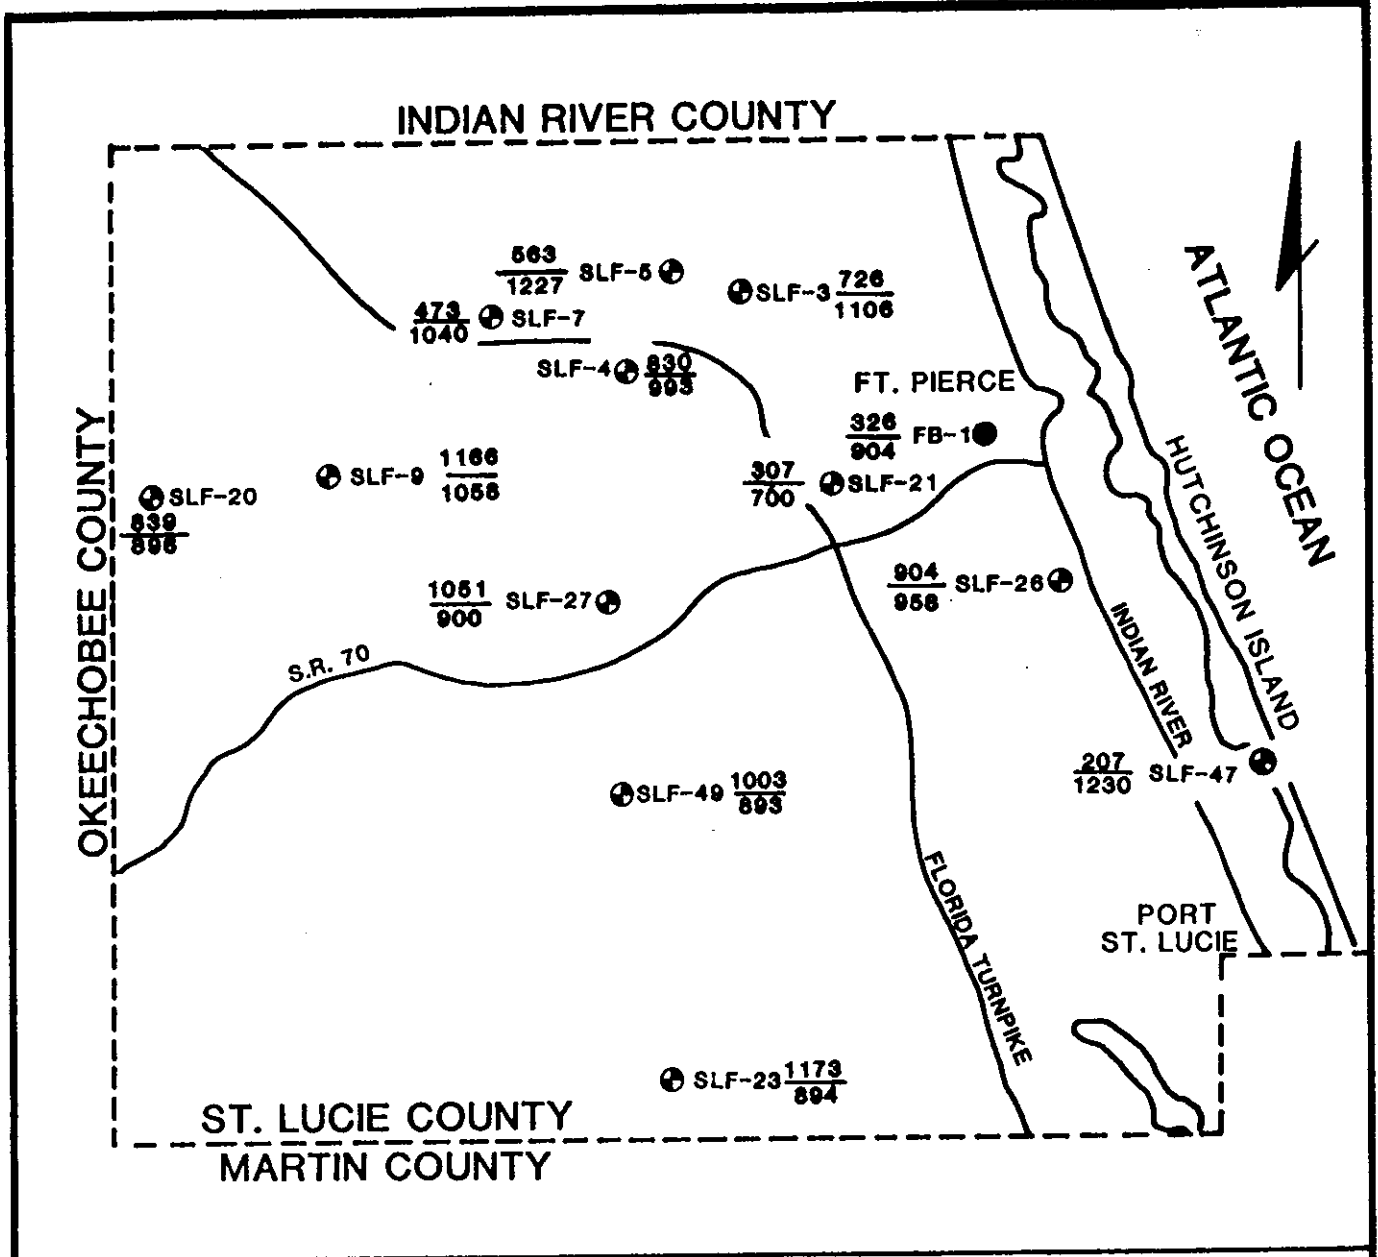 INDIAN RIVER COUNTY
563
1227 SLF-5
SLF-3 726
1106
473
1040 SLF-7
SLF-4 830
993
ATLANTIC OCEAN
FT. PIERCE
326
904 FB-1
307
700 SLF-21
SLF-9 1166
1058
SLF-20
839
896
OKEECHOBEE COUNTY
HUTCHINSON ISLAND
904
958 SLF-26
1051
900 SLF-27
S.R. 70
INDIAN RIVER
207
1230 SLF-47
SLF-49 1003
893
FLORIDA TURNPIKE
PORT
ST. LUCIE
SLF-23 1173
894
ST. LUCIE COUNTY
MARTIN COUNTY